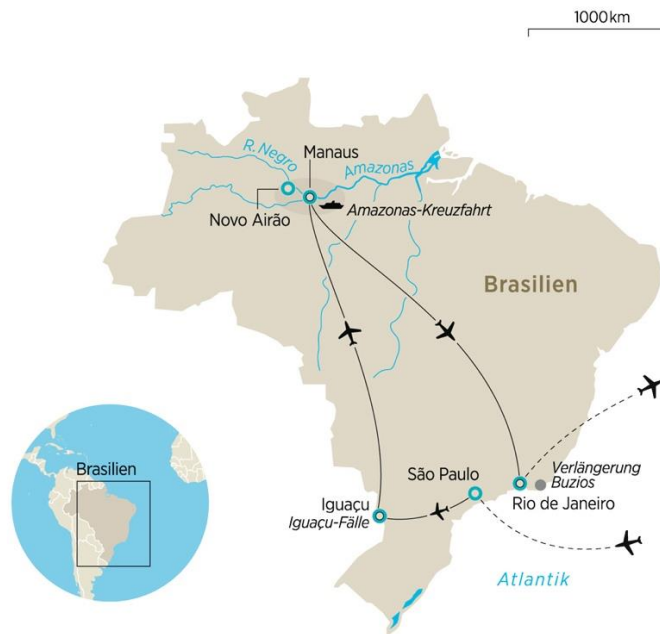 1000 km
R. Negro
Manaus
Amazonas
Novo Airão
Amazonas-Kreuzfahrt
Brasilien
Brasilien
São Paulo
Verlängerung
Buzios
Rio de Janeiro
Iguaçu
Iguaçu-Fälle
Atlantik